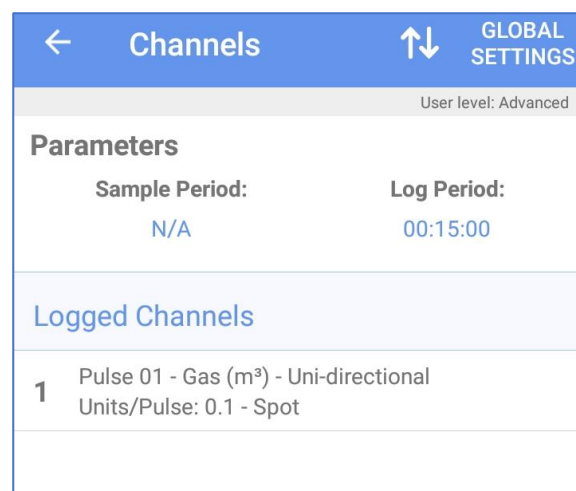 Channels
GLOBAL
SETTINGS
User level: Advanced
Parameters
Sample Period: Log Period:
N/A 00:15:00
Logged Channels
1
Pulse 01 - Gas (m³) - Uni-directional
Units/Pulse: 0.1 - Spot